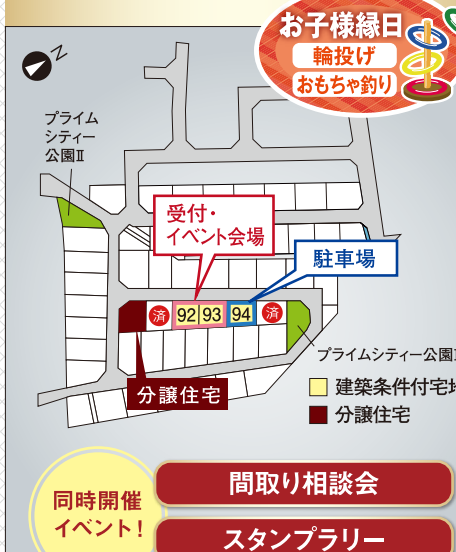 お子様縁日
輪投げ
おもちゃ釣り
N
プライム
シティー
公園Ⅱ
受付・
イベント会場
駐車場
済 92 93 94 済
プライムシティー公園
分譲住宅
建築条件付宅地
分譲住宅
同時開催
イベント!
間取り相談会
スタンプラリー